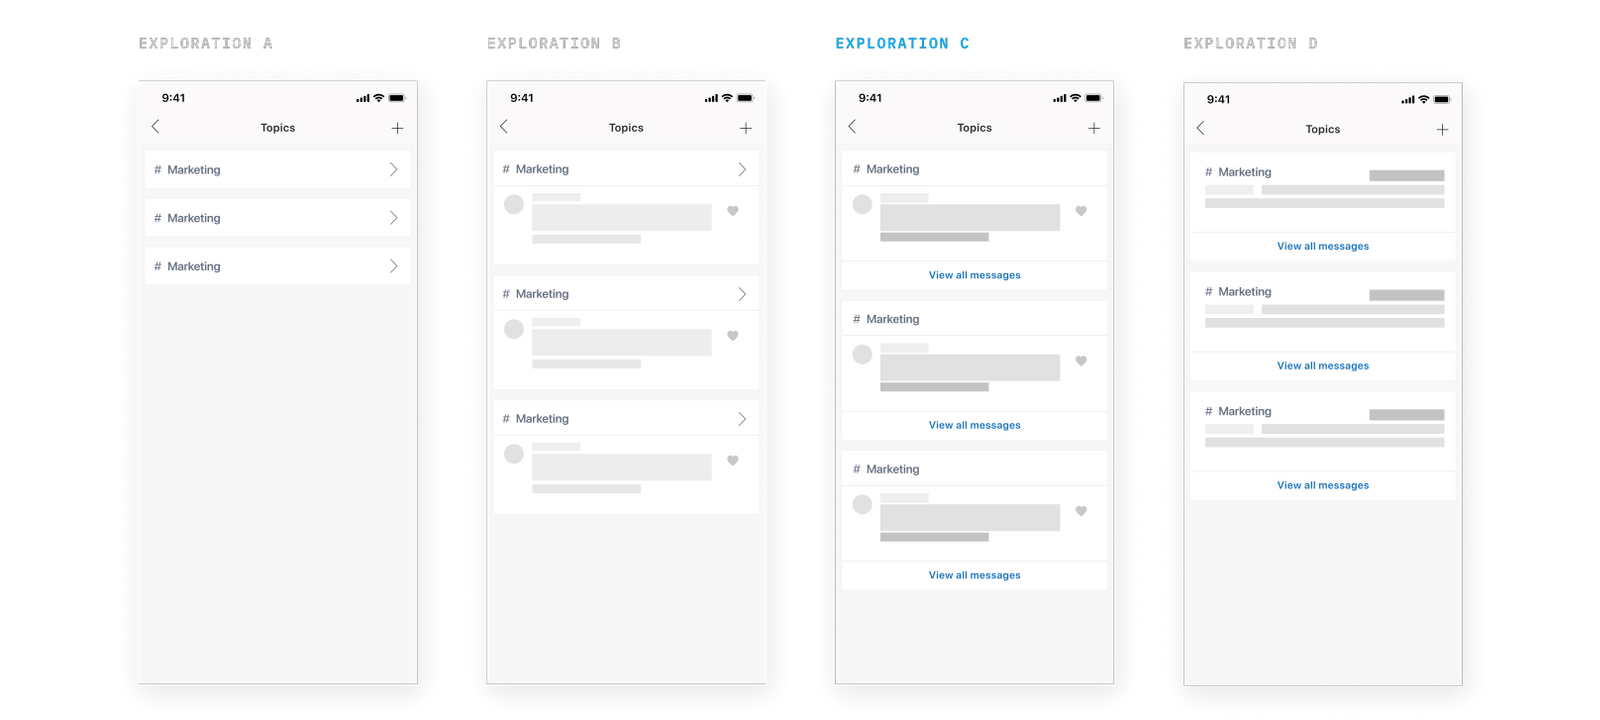 EXPLORATION A
9:41
Topics
# Marketing
# Marketing
# Marketing
EXPLORATION B
9:41
Topics
# Marketing
# Marketing
# Marketing
EXPLORATION C
9:41
Topics
# Marketing
View all messages
# Marketing
View all messages
# Marketing
View all messages
EXPLORATION D
9:41
Topics
# Marketing
View all messages
# Marketing
View all messages
# Marketing
View all messages